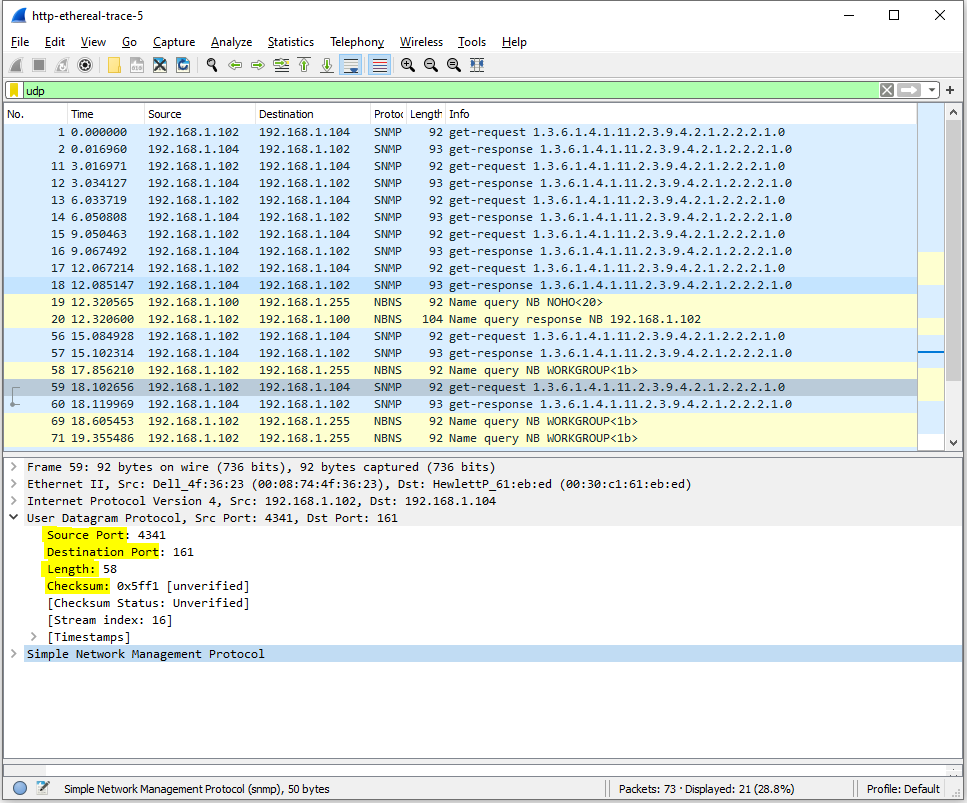 http-ethereal-trace-5
File Edit View Go Capture Analyze Statistics Telephony Wireless Tools Help
udp
No. Time Source Destination Protoc Length Info
1 0.000000 192.168.1.102 192.168.1.104 SNMP 92 get-request 1.3.6.1.4.1.11.2.3.9.4.2.1.2.2.2.1.0
2 0.016960 192.168.1.104 192.168.1.102 SNMP 93 get-response 1.3.6.1.4.1.11.2.3.9.4.2.1.2.2.2.1.0
11 3.016971 192.168.1.102 192.168.1.104 SNMP 92 get-request 1.3.6.1.4.1.11.2.3.9.4.2.1.2.2.2.1.0
12 3.034127 192.168.1.104 192.168.1.102 SNMP 93 get-response 1.3.6.1.4.1.11.2.3.9.4.2.1.2.2.2.1.0
13 6.033719 192.168.1.102 192.168.1.104 SNMP 92 get-request 1.3.6.1.4.1.11.2.3.9.4.2.1.2.2.2.1.0
14 6.050808 192.168.1.104 192.168.1.102 SNMP 93 get-response 1.3.6.1.4.1.11.2.3.9.4.2.1.2.2.2.1.0
15 9.050463 192.168.1.102 192.168.1.104 SNMP 92 get-request 1.3.6.1.4.1.11.2.3.9.4.2.1.2.2.2.1.0
16 9.067492 192.168.1.104 192.168.1.102 SNMP 93 get-response 1.3.6.1.4.1.11.2.3.9.4.2.1.2.2.2.1.0
17 12.067214 192.168.1.102 192.168.1.104 SNMP 92 get-request 1.3.6.1.4.1.11.2.3.9.4.2.1.2.2.2.1.0
18 12.085147 192.168.1.104 192.168.1.102 SNMP 93 get-response 1.3.6.1.4.1.11.2.3.9.4.2.1.2.2.2.1.0
19 12.320565 192.168.1.100 192.168.1.255 NBNS 92 Name query NB NOHO<20>
20 12.320600 192.168.1.102 192.168.1.100 NBNS 104 Name query response NB 192.168.1.102
56 15.084928 192.168.1.102 192.168.1.104 SNMP 92 get-request 1.3.6.1.4.1.11.2.3.9.4.2.1.2.2.2.1.0
57 15.102314 192.168.1.104 192.168.1.102 SNMP 93 get-response 1.3.6.1.4.1.11.2.3.9.4.2.1.2.2.2.1.0
58 17.856210 192.168.1.102 192.168.1.255 NBNS 92 Name query NB WORKGROUP<1b>
59 18.102656 192.168.1.102 192.168.1.104 SNMP 92 get-request 1.3.6.1.4.1.11.2.3.9.4.2.1.2.2.2.1.0
60 18.119969 192.168.1.104 192.168.1.102 SNMP 93 get-response 1.3.6.1.4.1.11.2.3.9.4.2.1.2.2.2.1.0
69 18.605453 192.168.1.102 192.168.1.255 NBNS 92 Name query NB WORKGROUP<1b>
71 19.355486 192.168.1.102 192.168.1.255 NBNS 92 Name query NB WORKGROUP<1b>
Frame 59: 92 bytes on wire (736 bits), 92 bytes captured (736 bits)
Ethernet II, Src: Dell_4f:36:23 (00:08:74:4f:36:23), Dst: HewlettP_61:eb:ed (00:30:c1:61:eb:ed)
Internet Protocol Version 4, Src: 192.168.1.102, Dst: 192.168.1.104
User Datagram Protocol, Src Port: 4341, Dst Port: 161
Source Port: 4341
Destination Port: 161
Length: 58
Checksum: 0x5ff1 [unverified]
[Checksum Status: Unverified]
[Stream index: 16]
[Timestamps]
Simple Network Management Protocol
Simple Network Management Protocol (snmp), 50 bytes Packets: 73 · Displayed: 21 (28.8%) Profile: Default